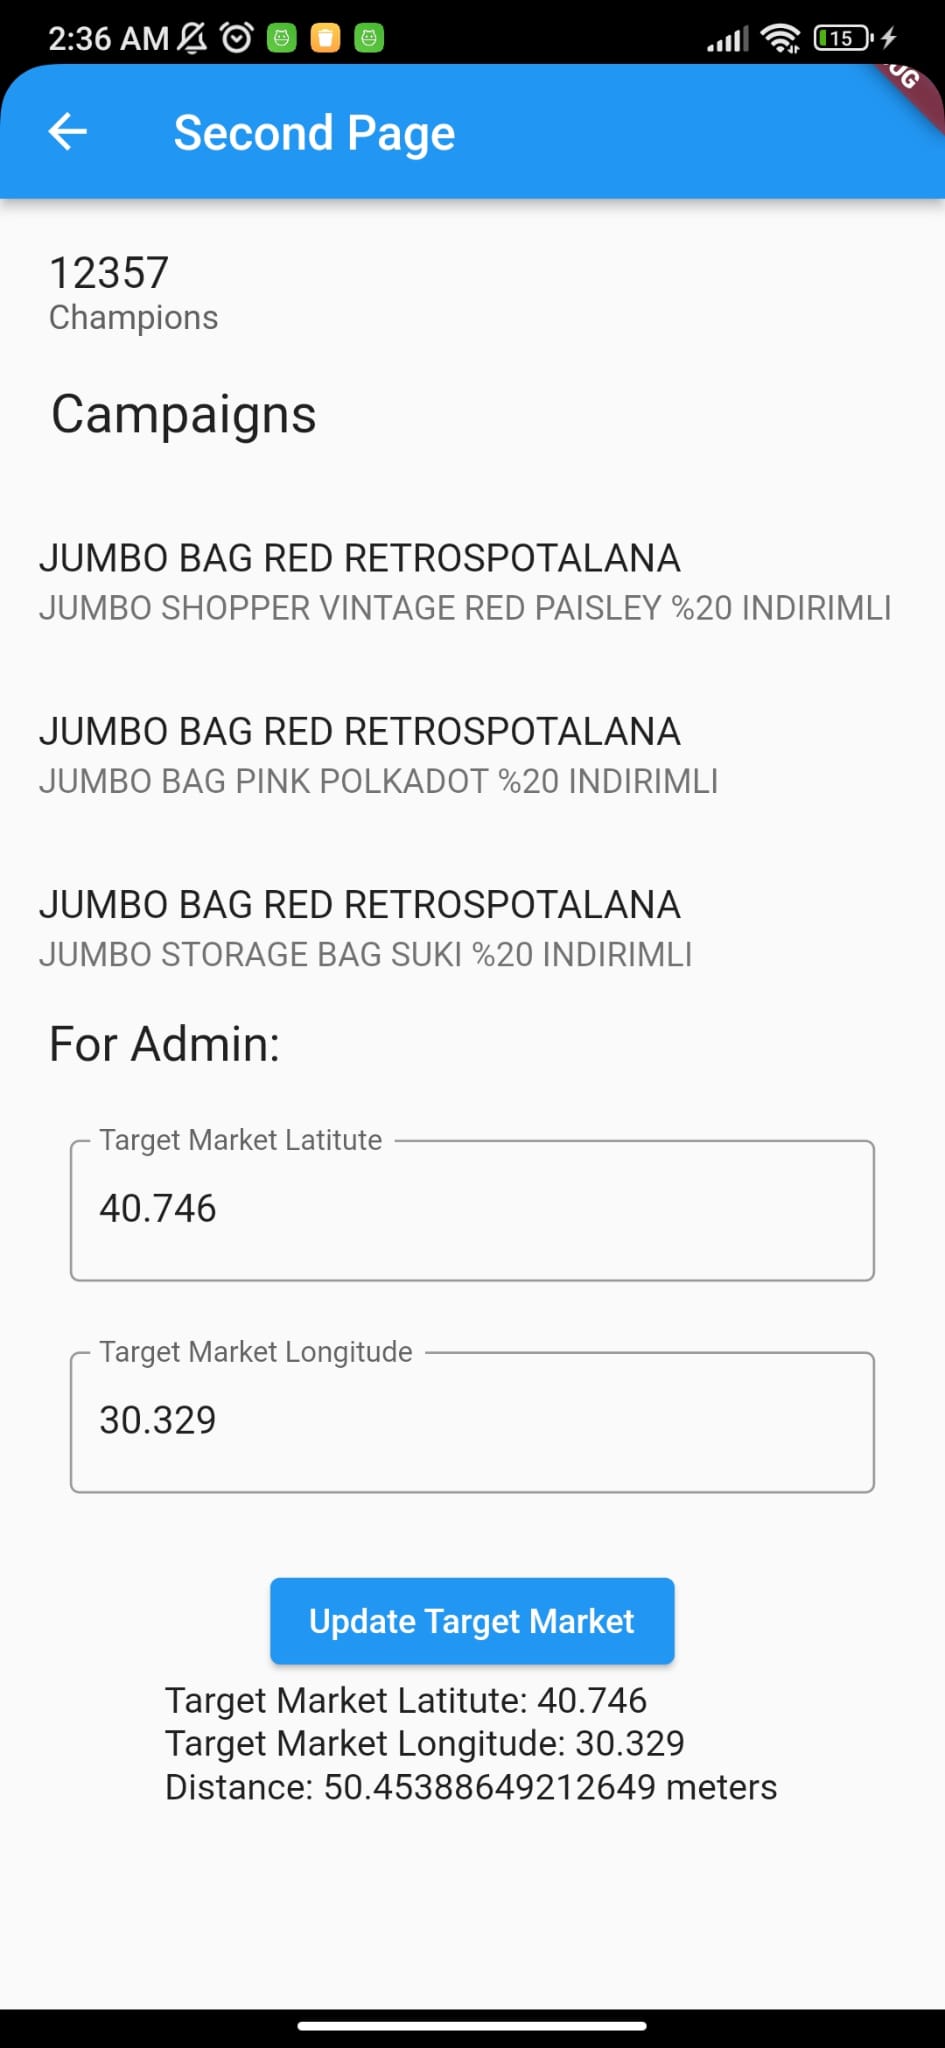 2:36 AM
15
UG
Second Page
12357
Champions
Campaigns
JUMBO BAG RED RETROSPOTALANA
JUMBO SHOPPER VINTAGE RED PAISLEY %20 INDIRIMLI
JUMBO BAG RED RETROSPOTALANA
JUMBO BAG PINK POLKADOT %20 INDIRIMLI
JUMBO BAG RED RETROSPOTALANA
JUMBO STORAGE BAG SUKI %20 INDIRIMLI
For Admin:
Target Market Latitute
40.746
Target Market Longitude
30.329
Update Target Market
Target Market Latitute: 40.746
Target Market Longitude: 30.329
Distance: 50.45388649212649 meters